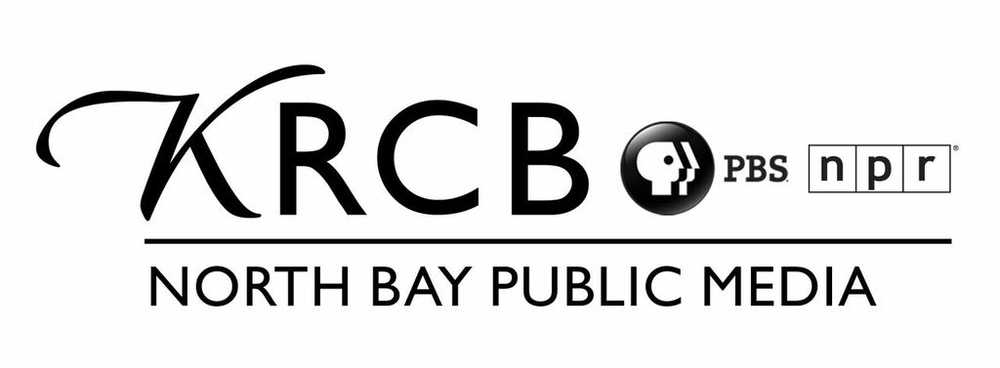 KRCB PBS npr®
NORTH BAY PUBLIC MEDIA